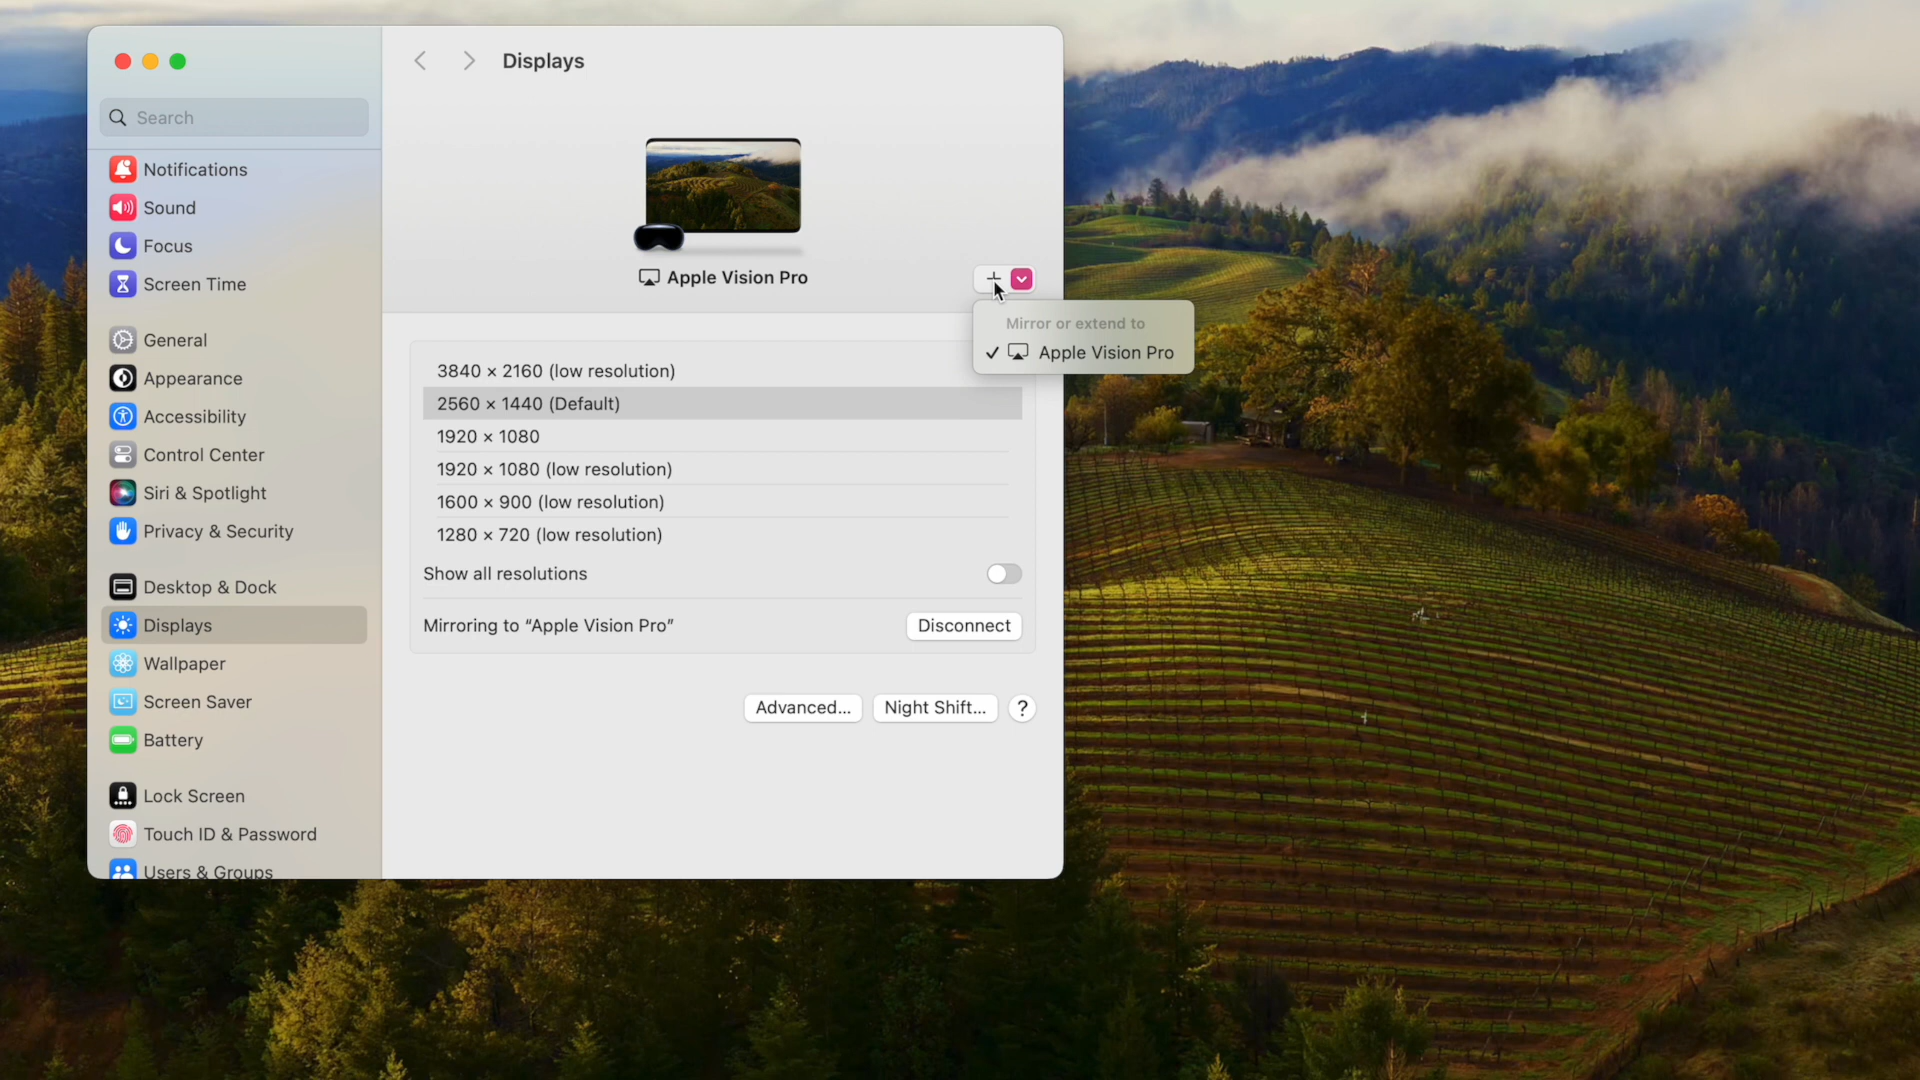 Displays
Search
Notifications
Sound
Focus
Screen Time
General
Appearance
Accessibility
Control Center
Siri & Spotlight
Privacy & Security
Desktop & Dock
Displays
Wallpaper
Screen Saver
Battery
Lock Screen
Touch ID & Password
Users & Groups
Apple Vision Pro
Mirror or extend to
Apple Vision Pro
3840 × 2160 (low resolution)
2560 × 1440 (Default)
1920 × 1080
1920 × 1080 (low resolution)
1600 × 900 (low resolution)
1280 × 720 (low resolution)
Show all resolutions
Mirroring to “Apple Vision Pro”
Disconnect
Advanced...
Night Shift...
?